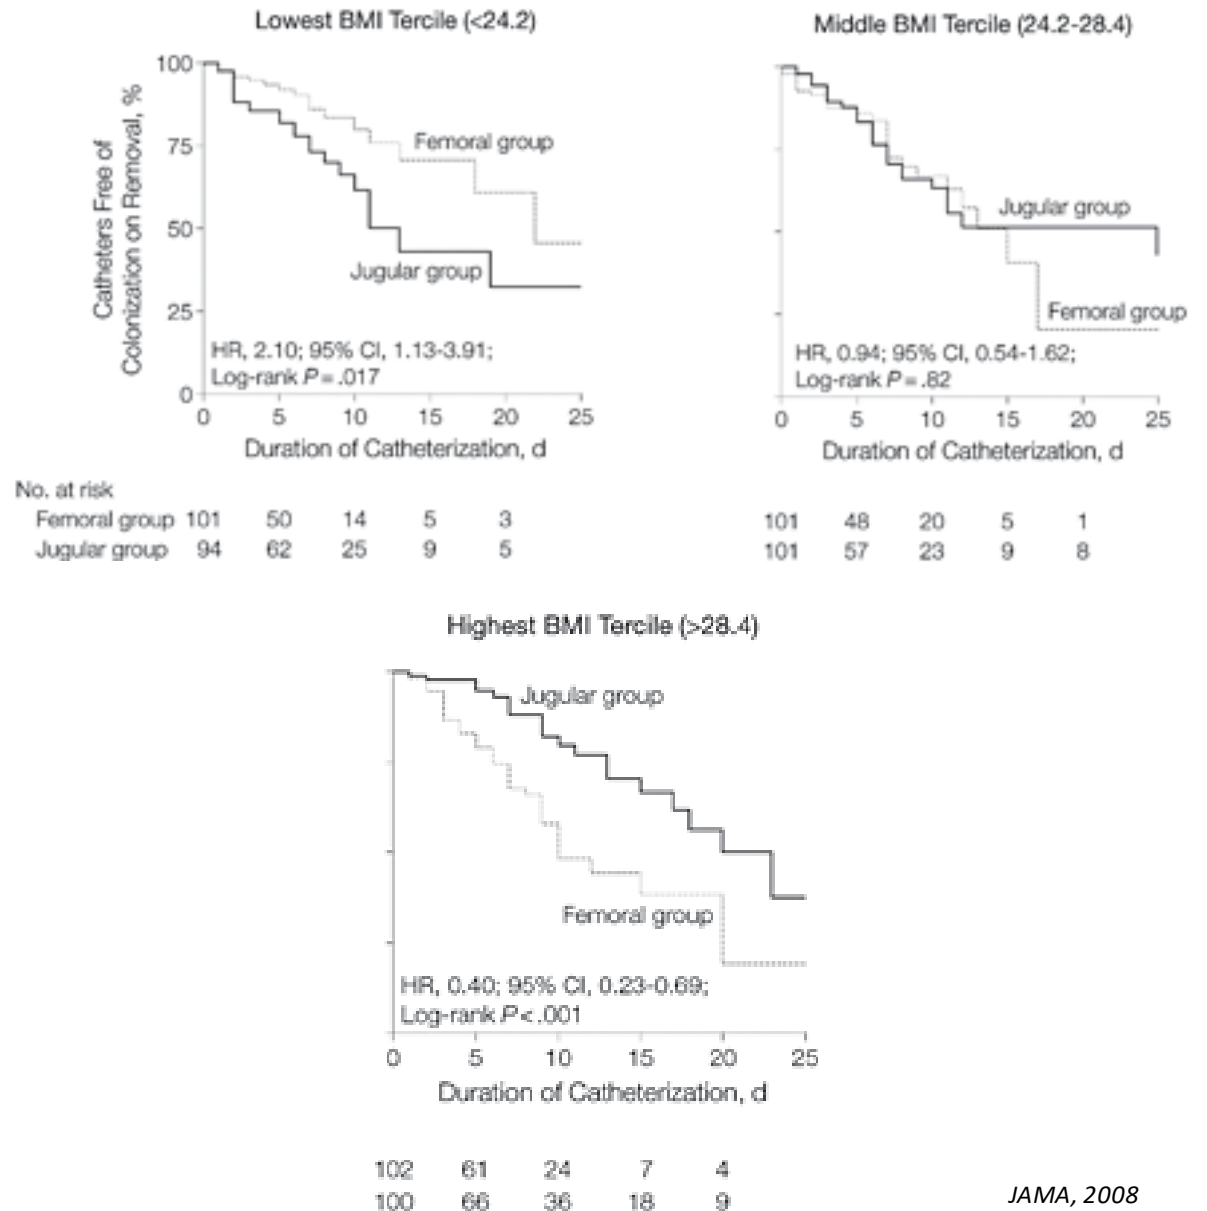 Lowest BMI Tercile (<24.2)
Catheters Free of
Colonization on Removal, %
100
75
50
25
0
Femoral group
Jugular group
HR, 2.10; 95% CI, 1.13-3.91;
Log-rank P=.017
0 5 10 15 20 25
Duration of Catheterization, d
No. at risk
Femoral group 101 50 14 5 3
Jugular group 94 62 25 9 5
Middle BMI Tercile (24.2-28.4)
Jugular group
Femoral group
HR, 0.94; 95% CI, 0.54-1.62;
Log-rank P=.82
0 5 10 15 20 25
Duration of Catheterization, d
101 48 20 5 1
101 57 23 9 8
Highest BMI Tercile (>28.4)
Jugular group
Femoral group
HR, 0.40; 95% CI, 0.23-0.69;
Log-rank P<.001
0 5 10 15 20 25
Duration of Catheterization, d
102 61 24 7 4
100 66 36 18 9
JAMA, 2008